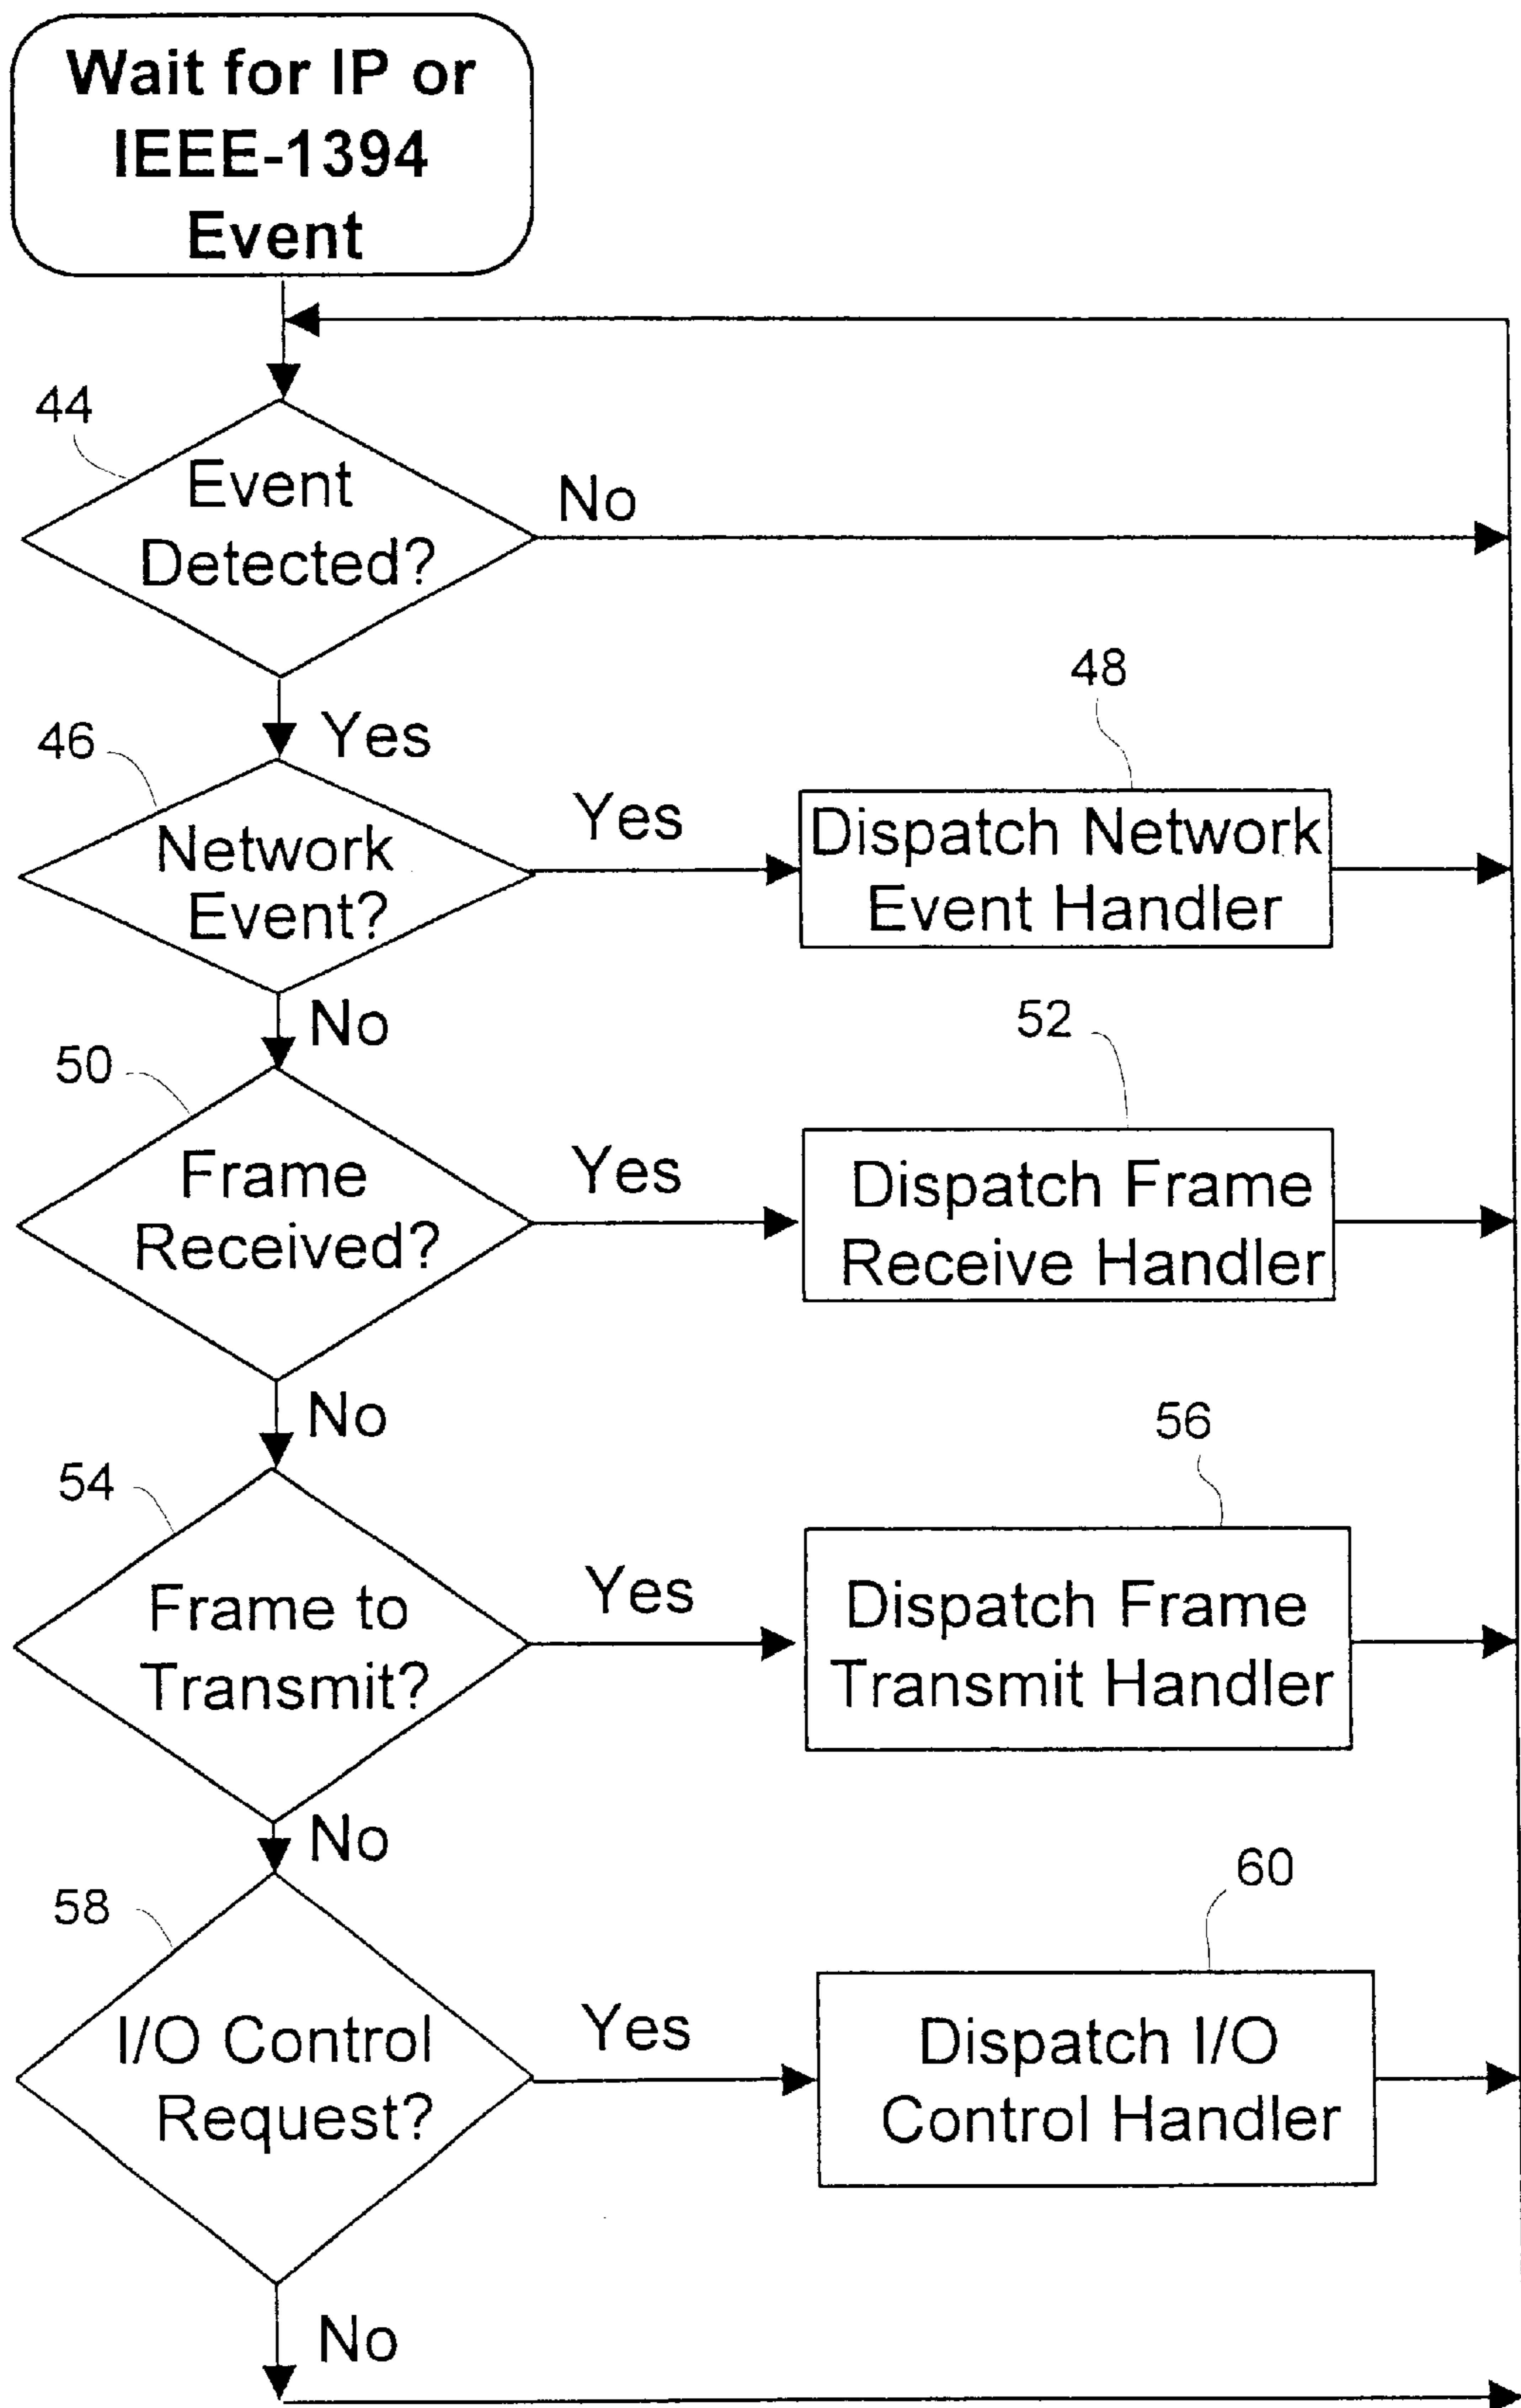 Wait for IP or
IEEE-1394
Event
44
Event
Detected?
No
Yes
46
Network
Event?
Yes
48
Dispatch Network
Event Handler
No
50
Frame
Received?
Yes
52
Dispatch Frame
Receive Handler
No
54
Frame to
Transmit?
Yes
56
Dispatch Frame
Transmit Handler
No
58
I/O Control
Request?
Yes
60
Dispatch I/O
Control Handler
No